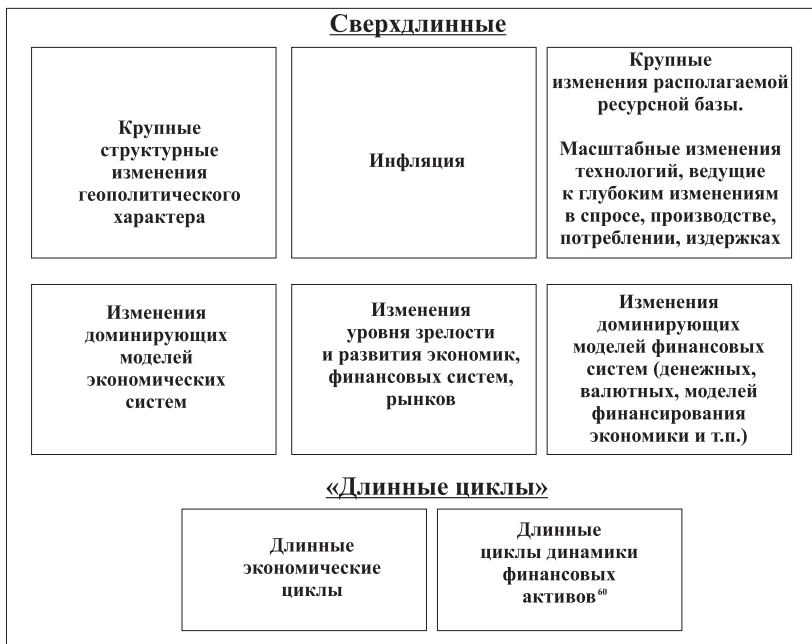 Сверхдлинные
Крупные
структурные
изменения
геополитического
характера
Инфляция
Крупные
изменения располагаемой
ресурсной базы.
Масштабные изменения
технологий, ведущие
к глубоким изменениям
в спросе, производстве,
потреблении, издержках
Изменения
доминирующих
моделей
экономических
систем
Изменения
уровня зрелости
и развития экономик,
финансовых систем,
рынков
Изменения
доминирующих
моделей финансовых
систем (денежных,
валютных, моделей
финансирования
экономики и т.п.)
«Длинные циклы»
Длинные
экономические
циклы
Длинные
циклы динамики
финансовых
активов⁶⁰